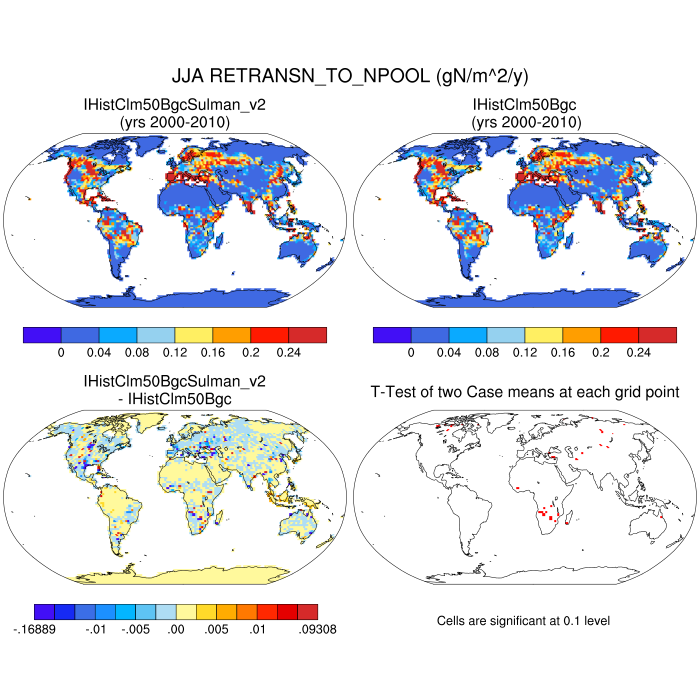 JJA RETRANSN_TO_NPOOL (gN/m^2/y)
IHistClm50BgcSulman_v2
(yrs 2000-2010)
IHistClm50Bgc
(yrs 2000-2010)
0 0.04 0.08 0.12 0.16 0.2 0.24
0 0.04 0.08 0.12 0.16 0.2 0.24
IHistClm50BgcSulman_v2
- IHistClm50Bgc
T-Test of two Case means at each grid point
-.16889 -.01 -.005 .00 .005 .01 .09308
Cells are significant at 0.1 level